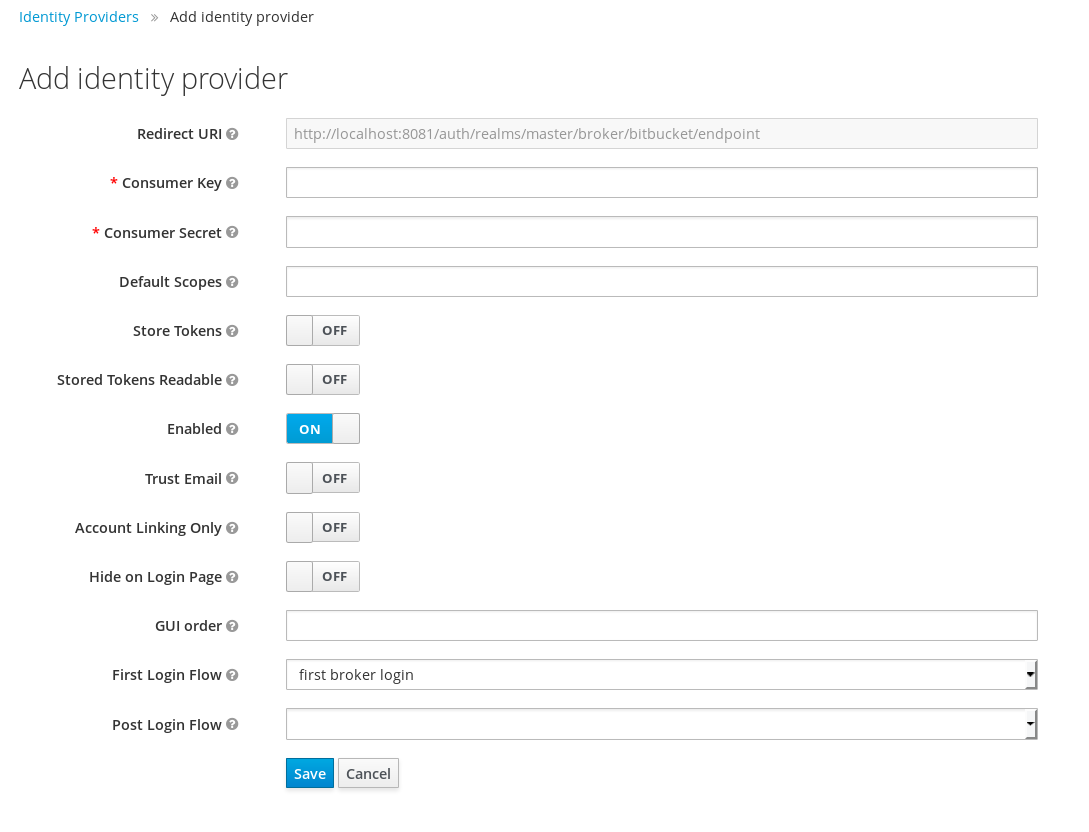 Identity Providers » Add identity provider
Add identity provider
Redirect URI http://localhost:8081/auth/realms/master/broker/bitbucket/endpoint
* Consumer Key
* Consumer Secret
Default Scopes
Store Tokens OFF
Stored Tokens Readable OFF
Enabled ON
Trust Email OFF
Account Linking Only OFF
Hide on Login Page OFF
GUI order
First Login Flow first broker login
Post Login Flow
Save Cancel